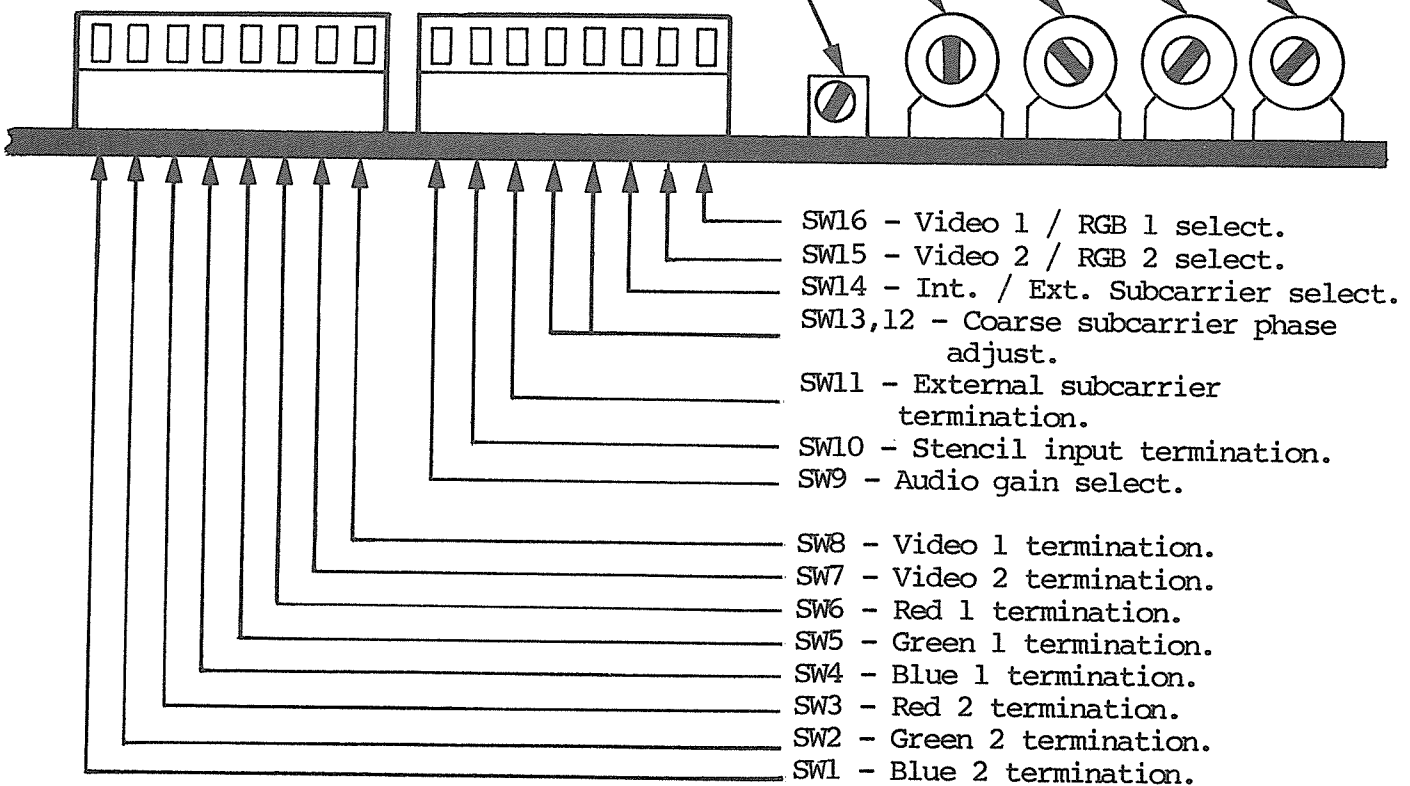 SW16 - Video 1 / RGB 1 select.
SW15 - Video 2 / RGB 2 select.
SW14 - Int. / Ext. Subcarrier select.
SW13,12 - Coarse subcarrier phase
adjust.
SW11 - External subcarrier
termination.
SW10 - Stencil input termination.
SW9 - Audio gain select.
SW8 - Video 1 termination.
SW7 - Video 2 termination.
SW6 - Red 1 termination.
SW5 - Green 1 termination.
SW4 - Blue 1 termination.
SW3 - Red 2 termination.
SW2 - Green 2 termination.
SW1 - Blue 2 termination.